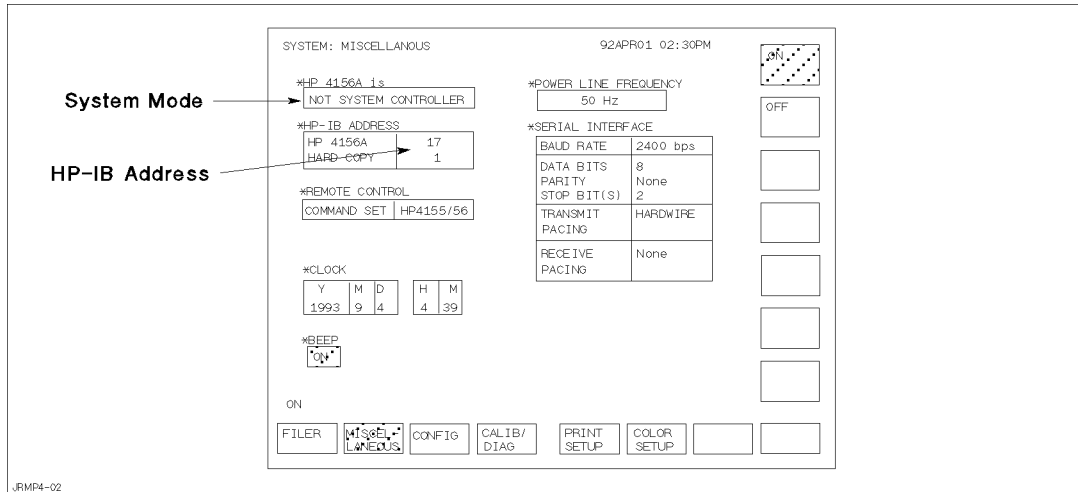 SYSTEM: MISCELLANOUS 92APR01 02:30PM
*HP 4156A is
NOT SYSTEM CONTROLLER
System Mode
*HP-IB ADDRESS
HP 4156A 17
HARD COPY 1
HP-IB Address
*REMOTE CONTROL
COMMAND SET HP4155/56
*CLOCK
Y M D H M
1993 9 4 4 39
*BEEP
ON
*POWER LINE FREQUENCY
50 Hz
*SERIAL INTERFACE
BAUD RATE 2400 bps
DATA BITS 8
PARITY None
STOP BIT(S) 2
TRANSMIT HARDWIRE
PACING
RECEIVE None
PACING
ON
OFF
ON
FILER MISCEL- CONFIG CALIB/ PRINT COLOR
LANEOUS DIAG SETUP SETUP
JRMP4-02